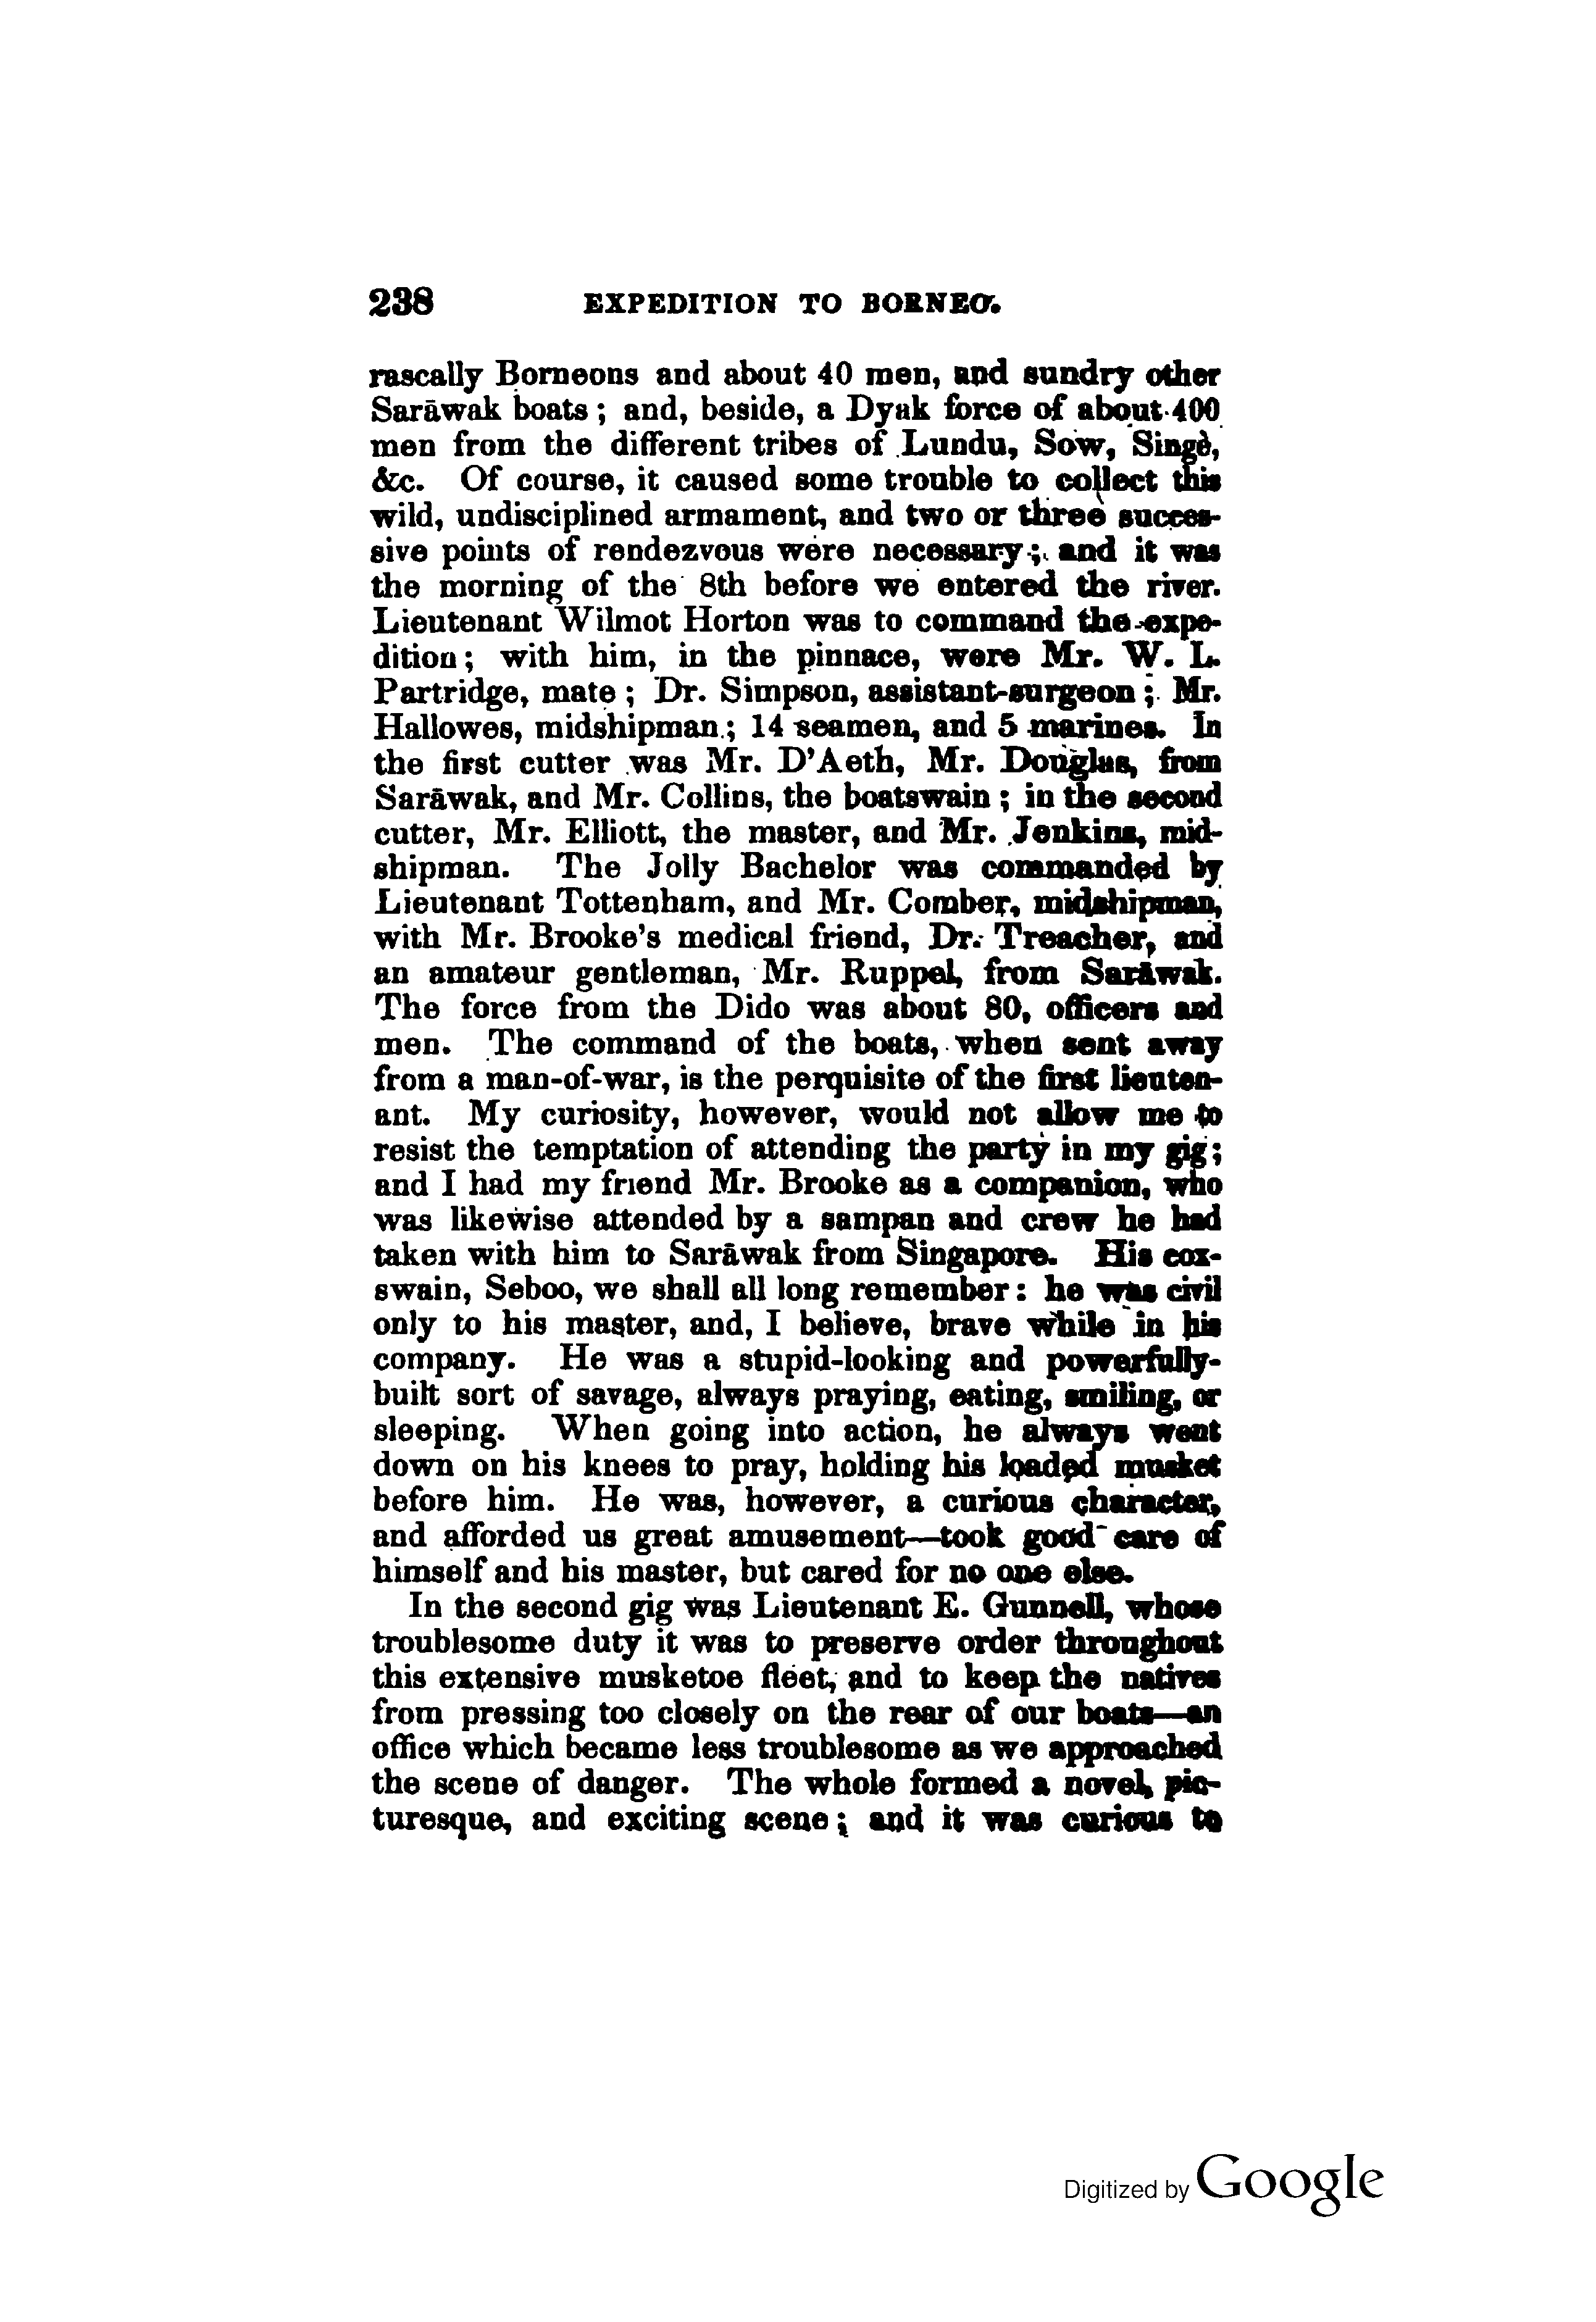 238 EXPEDITION TO BORNEO.
rascally Borneons and about 40 men, and sundry other
Sarāwak boats; and, beside, a Dyak force of about 400
men from the different tribes of Lundu, Sow, Singè,
&c. Of course, it caused some trouble to collect this
wild, undisciplined armament, and two or three succes-
sive points of rendezvous were necessary; and it was
the morning of the 8th before we entered the river.
Lieutenant Wilmot Horton was to command the expe-
dition; with him, in the pinnace, were Mr. W. L.
Partridge, mate; Dr. Simpson, assistant-surgeon; Mr.
Hallowes, midshipman; 14 seamen, and 5 marines. In
the first cutter was Mr. D'Aeth, Mr. Douglas, from
Sarāwak, and Mr. Collins, the boatswain; in the second
cutter, Mr. Elliott, the master, and Mr. Jenkins, mid-
shipman. The Jolly Bachelor was commanded by
Lieutenant Tottenham, and Mr. Comber, midshipman,
with Mr. Brooke's medical friend, Dr. Treacher, and
an amateur gentleman, Mr. Ruppel, from Sarāwak.
The force from the Dido was about 80, officers and
men. The command of the boats, when sent away
from a man-of-war, is the perquisite of the first lieuten-
ant. My curiosity, however, would not allow me to
resist the temptation of attending the party in my gig;
and I had my friend Mr. Brooke as a companion, who
was likewise attended by a sampan and crew he had
taken with him to Sarāwak from Singapore. His cox-
swain, Seboo, we shall all long remember: he was civil
only to his master, and, I believe, brave while in his
company. He was a stupid-looking and powerfully-
built sort of savage, always praying, eating, smiling, or
sleeping. When going into action, he always went
down on his knees to pray, holding his loaded musket
before him. He was, however, a curious character,
and afforded us great amusement—took good care of
himself and his master, but cared for no one else.
In the second gig was Lieutenant E. Gunnell, whose
troublesome duty it was to preserve order throughout
this extensive musketoe fleet, and to keep the natives
from pressing too closely on the rear of our boats—an
office which became less troublesome as we approached
the scene of danger. The whole formed a novel, pic-
turesque, and exciting scene; and it was curious to
Digitized by Google